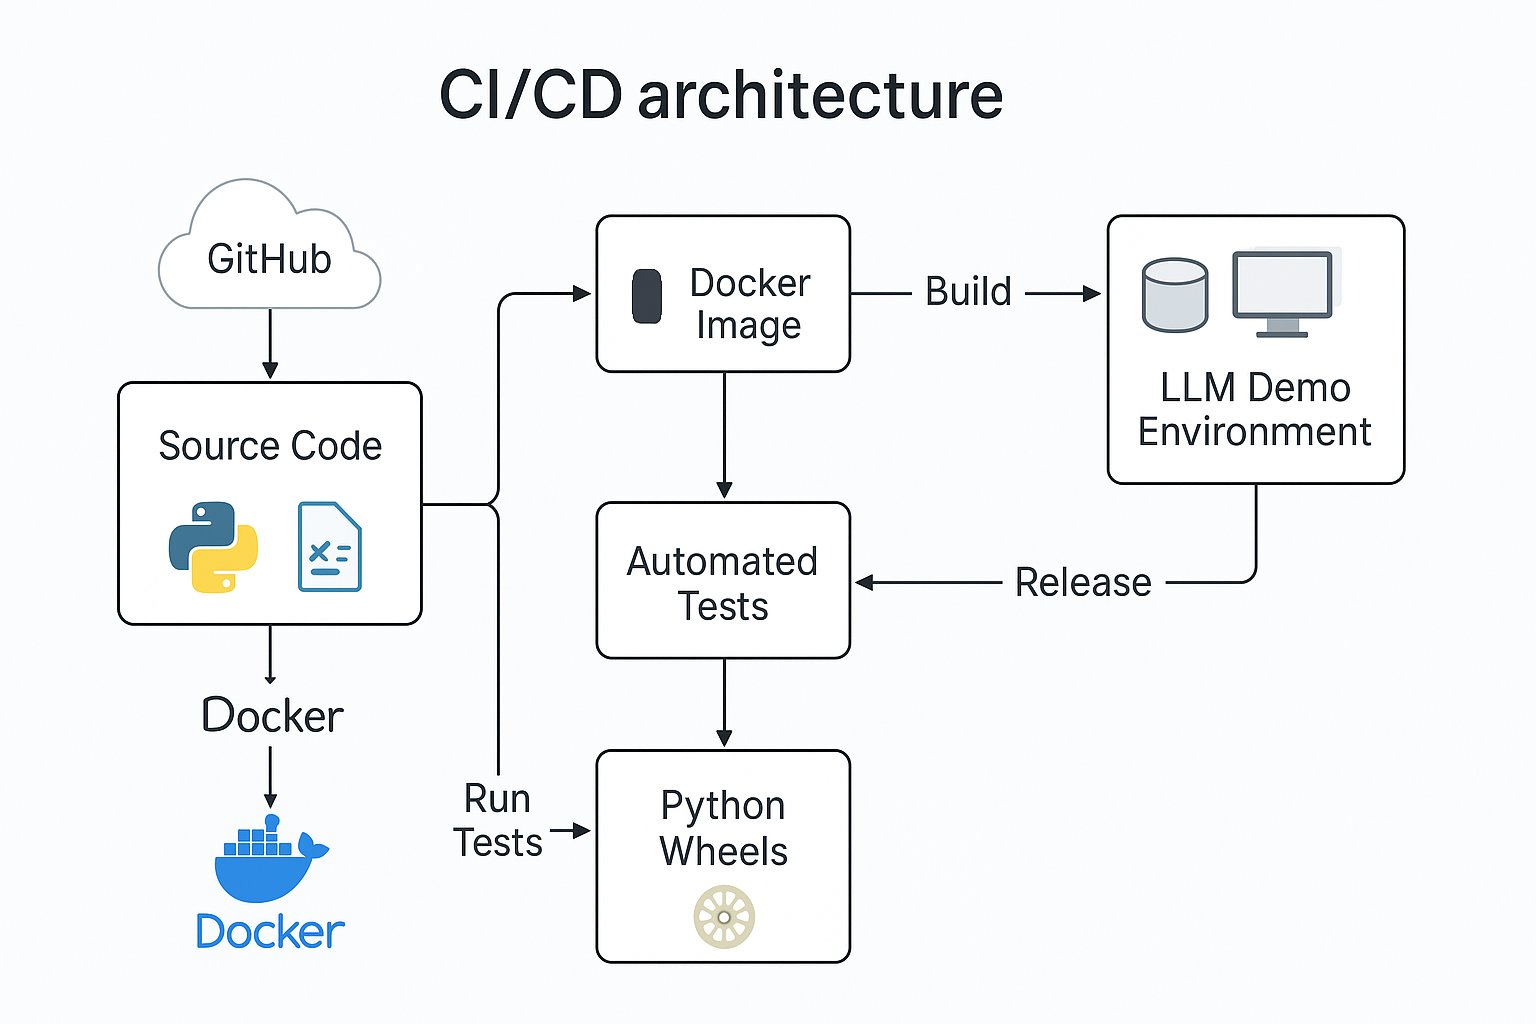 CI/CD architecture
GitHub
Source Code
Docker
Docker
Run
Tests
Docker
Image
Build
LLM Demo
Environment
Automated
Tests
Release
Python
Wheels